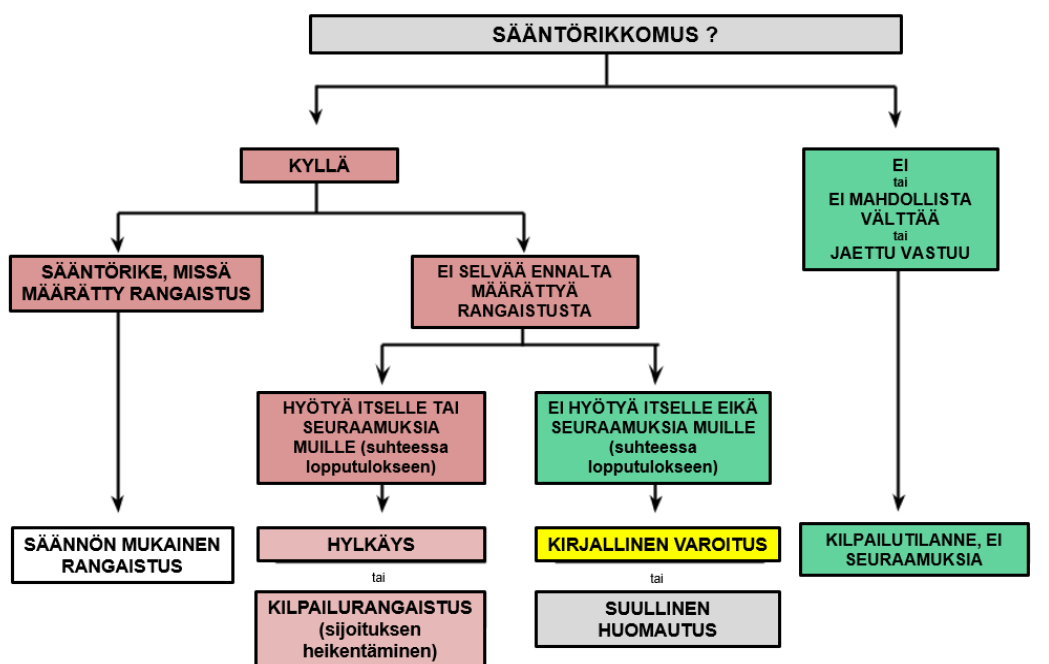 SÄÄNTÖRIKKOMUS ?
KYLLÄ
EI
tai
EI MAHDOLLISTA
VÄLTTÄÄ
tai
JAETTU VASTUU
SÄÄNTÖRIKE, MISSÄ
MÄÄRÄTTY RANGAISTUS
EI SELVÄÄ ENNALTA
MÄÄRÄTTYÄ
RANGAISTUSTA
HYÖTYÄ ITSELLE TAI
SEURAAMUKSIA
MUILLE (suhteessa
lopputulokseen)
EI HYÖTYÄ ITSELLE EIKÄ
SEURAAMUKSIA MUILLE
(suhteessa
lopputulokseen)
SÄÄNNÖN MUKAINEN
RANGAISTUS
HYLKÄYS
tai
KILPAILURANGAISTUS
(sijoituksen
heikentäminen)
KIRJALLINEN VAROITUS
tai
SUULLINEN
HUOMAUTUS
KILPAILUTILANNE, EI
SEURAAMUKSIA